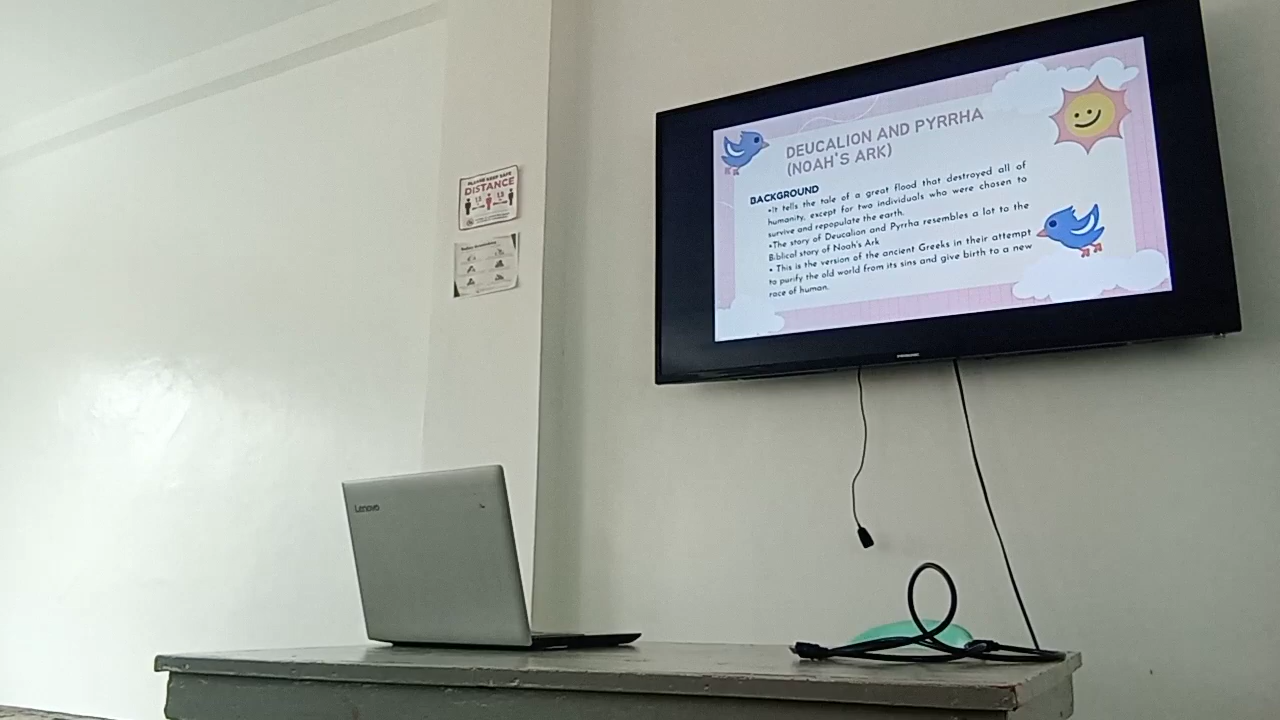 DEUCALION AND PYRRHA
(NOAH'S ARK)
BACKGROUND
•It tells the tale of a great flood that destroyed all of
humanity, except for two individuals who were chosen to
survive and repopulate the earth.
•The story of Deucalion and Pyrrha resembles a lot to the
Biblical story of Noah's Ark
• This is the version of the ancient Greeks in their attempt
to purify the old world from its sins and give birth to a new
race of human.
PLEASE KEEP SAFE
DISTANCE
Lenovo